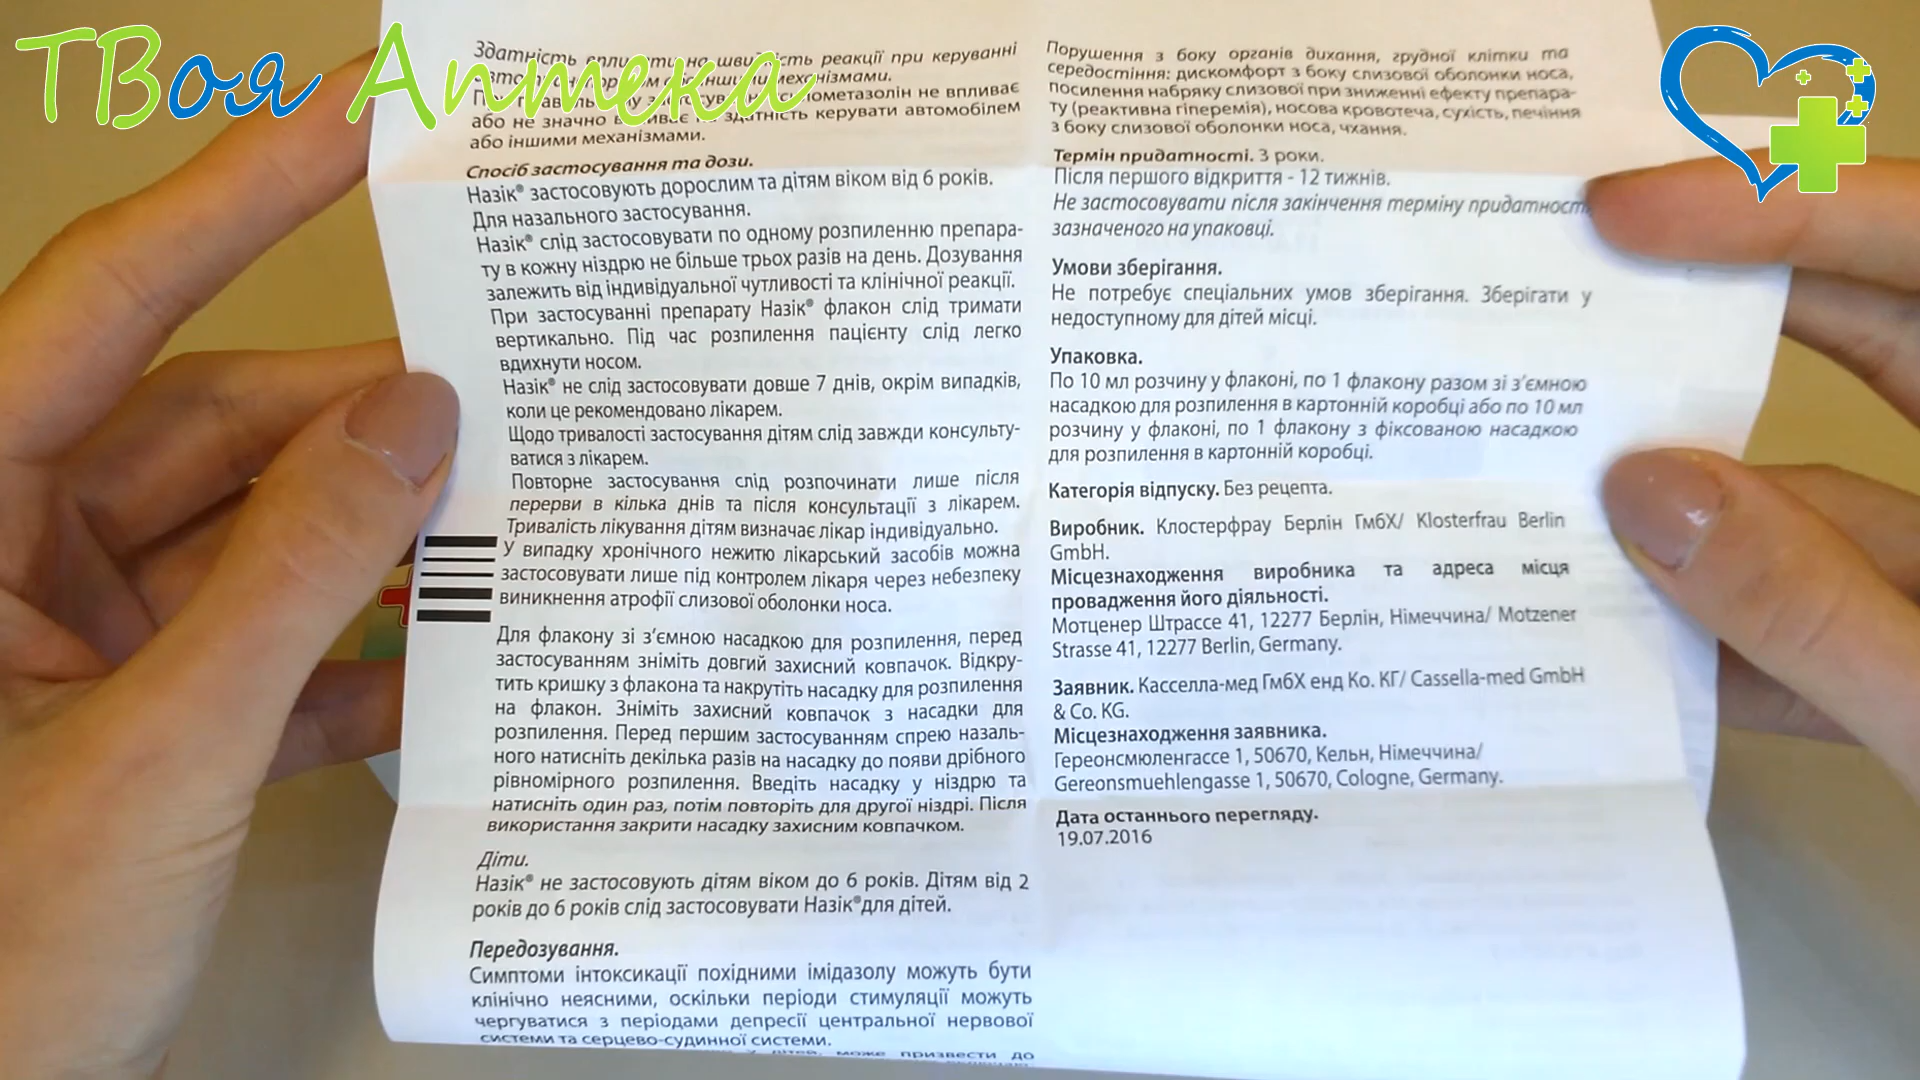 ТВоя Аптека
Здатність впливати на швидкість реакції при керуванні
автотранспортом або іншими механізмами.
При правильному застосуванні ксилометазолін не впливає
або не значно впливає на здатність керувати автомобілем
або іншими механізмами.
Спосіб застосування та дози.
Назік® застосовують дорослим та дітям віком від 6 років.
Для назального застосування.
Назік® слід застосовувати по одному розпиленню препара-
ту в кожну ніздрю не більше трьох разів на день. Дозування
залежить від індивідуальної чутливості та клінічної реакції.
При застосуванні препарату Назік® флакон слід тримати
вертикально. Під час розпилення пацієнту слід легко
вдихнути носом.
Назік® не слід застосовувати довше 7 днів, окрім випадків,
коли це рекомендовано лікарем.
Щодо тривалості застосування дітям слід завжди консульту-
ватися з лікарем.
Повторне застосування слід розпочинати лише після
перерви в кілька днів та після консультації з лікарем.
Тривалість лікування дітям визначає лікар індивідуально.
У випадку хронічного нежитю лікарський засобів можна
застосовувати лише під контролем лікаря через небезпеку
виникнення атрофії слизової оболонки носа.
Для флакону зі з’ємною насадкою для розпилення, перед
застосуванням зніміть довгий захисний ковпачок. Відкру-
тить кришку з флакона та накрутіть насадку для розпилення
на флакон. Зніміть захисний ковпачок з насадки для
розпилення. Перед першим застосуванням спрею назаль-
ного натисніть декілька разів на насадку до появи дрібного
рівномірного розпилення. Введіть насадку у ніздрю та
натисніть один раз, потім повторіть для другої ніздрі. Після
використання закрити насадку захисним ковпачком.
Діти.
Назік® не застосовують дітям віком до 6 років. Дітям від 2
років до 6 років слід застосовувати Назік®для дітей.
Передозування.
Симптоми інтоксикації похідними імідазолу можуть бути
клінічно неясними, оскільки періоди стимуляції можуть
чергуватися з періодами депресії центральної нервової
системи та серцево-судинної системи.
у дітей, може призвести до
Порушення з боку органів дихання, грудної клітки та
середостіння: дискомфорт з боку слизової оболонки носа,
посилення набряку слизової при зниженні ефекту препара-
ту (реактивна гіперемія), носова кровотеча, сухість, печіння
з боку слизової оболонки носа, чхання.
Термін придатності. 3 роки.
Після першого відкриття - 12 тижнів.
Не застосовувати після закінчення терміну придатності
зазначеного на упаковці.
Умови зберігання.
Не потребує спеціальних умов зберігання. Зберігати у
недоступному для дітей місці.
Упаковка.
По 10 мл розчину у флаконі, по 1 флакону разом зі з’ємною
насадкою для розпилення в картонній коробці або по 10 мл
розчину у флаконі, по 1 флакону з фіксованою насадкою
для розпилення в картонній коробці.
Категорія відпуску. Без рецепта.
Виробник. Клостерфрау Берлін ГмбХ/ Klosterfrau Berlin
GmbH.
Місцезнаходження виробника та адреса місця
провадження його діяльності.
Мотценер Штрассе 41, 12277 Берлін, Німеччина/ Motzener
Strasse 41, 12277 Berlin, Germany.
Заявник. Касселла-мед ГмбХ енд Ко. КГ/ Cassella-med GmbH
& Co. KG.
Місцезнаходження заявника.
Гереонсмюленгассе 1, 50670, Кельн, Німеччина/
Gereonsmuehlengasse 1, 50670, Cologne, Germany.
Дата останнього перегляду.
19.07.2016